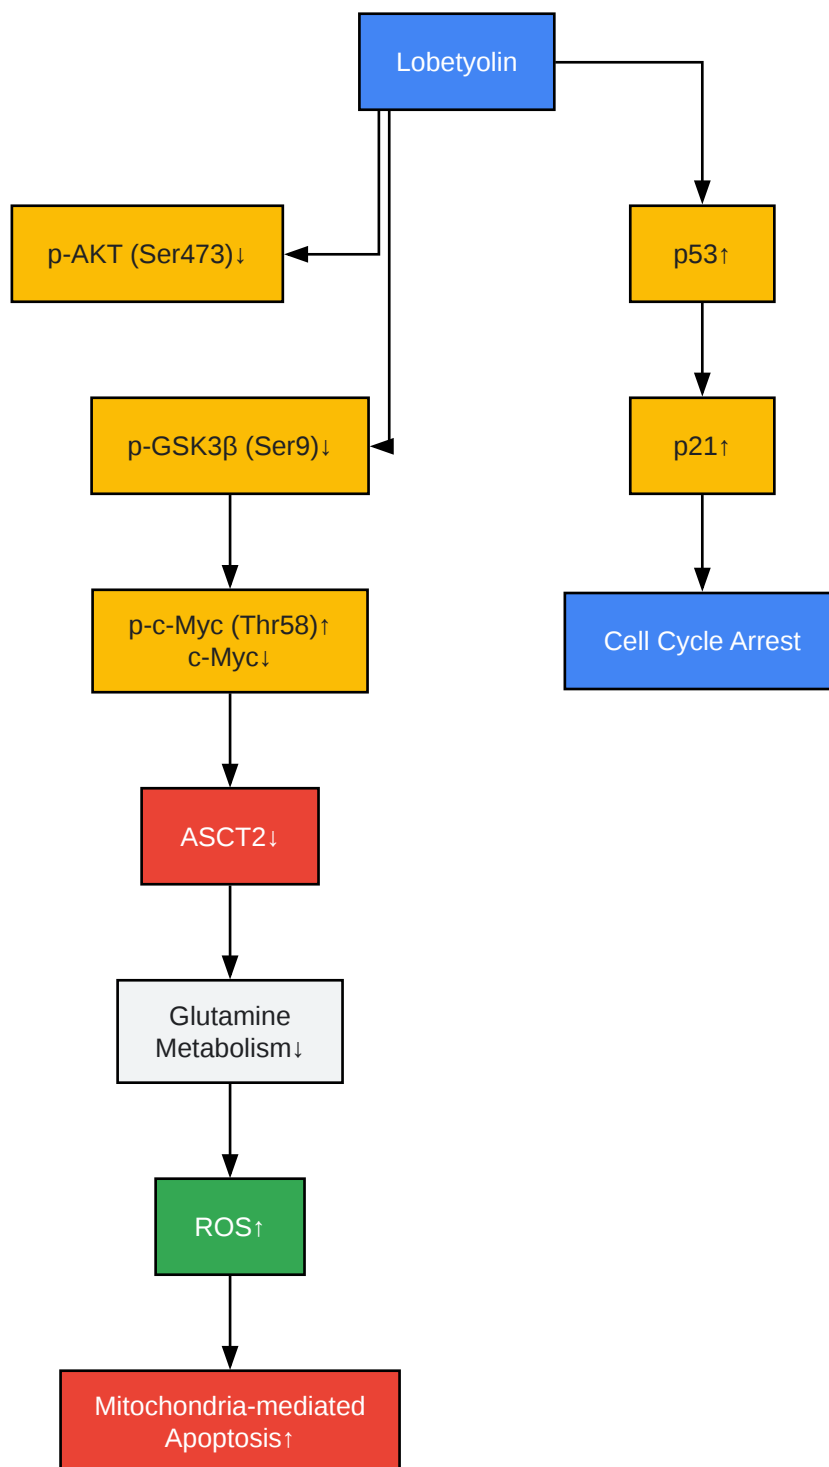 Lobetyolin
p-AKT (Ser473)↓
p53↑
p-GSK3β (Ser9)↓
p21↑
p-c-Myc (Thr58)↑
c-Myc↓
Cell Cycle Arrest
ASCT2↓
Glutamine
Metabolism↓
ROS↑
Mitochondria-mediated
Apoptosis↑